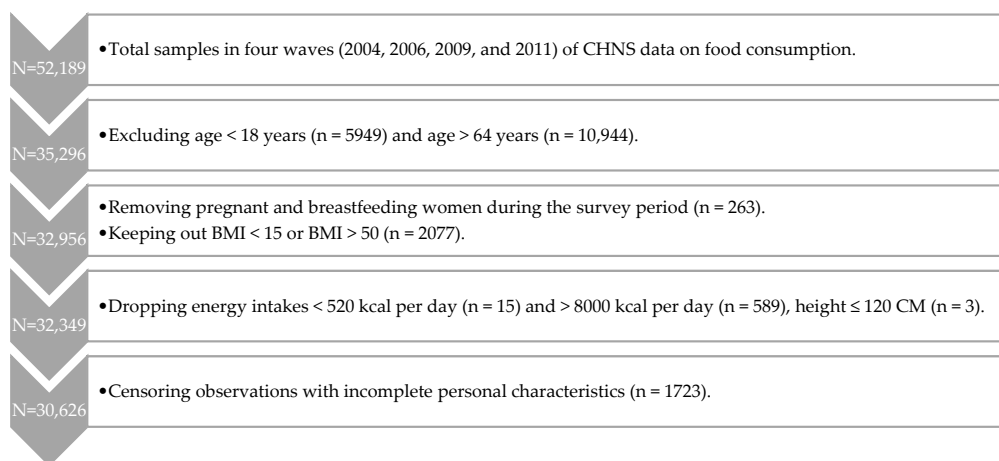 N=52,189
•Total samples in four waves (2004, 2006, 2009, and 2011) of CHNS data on food consumption.
N=35,296
•Excluding age < 18 years (n = 5949) and age > 64 years (n = 10,944).
N=32,956
•Removing pregnant and breastfeeding women during the survey period (n = 263).
•Keeping out BMI < 15 or BMI > 50 (n = 2077).
N=32,349
•Dropping energy intakes < 520 kcal per day (n = 15) and > 8000 kcal per day (n = 589), height ≤ 120 CM (n = 3).
N=30,626
•Censoring observations with incomplete personal characteristics (n = 1723).